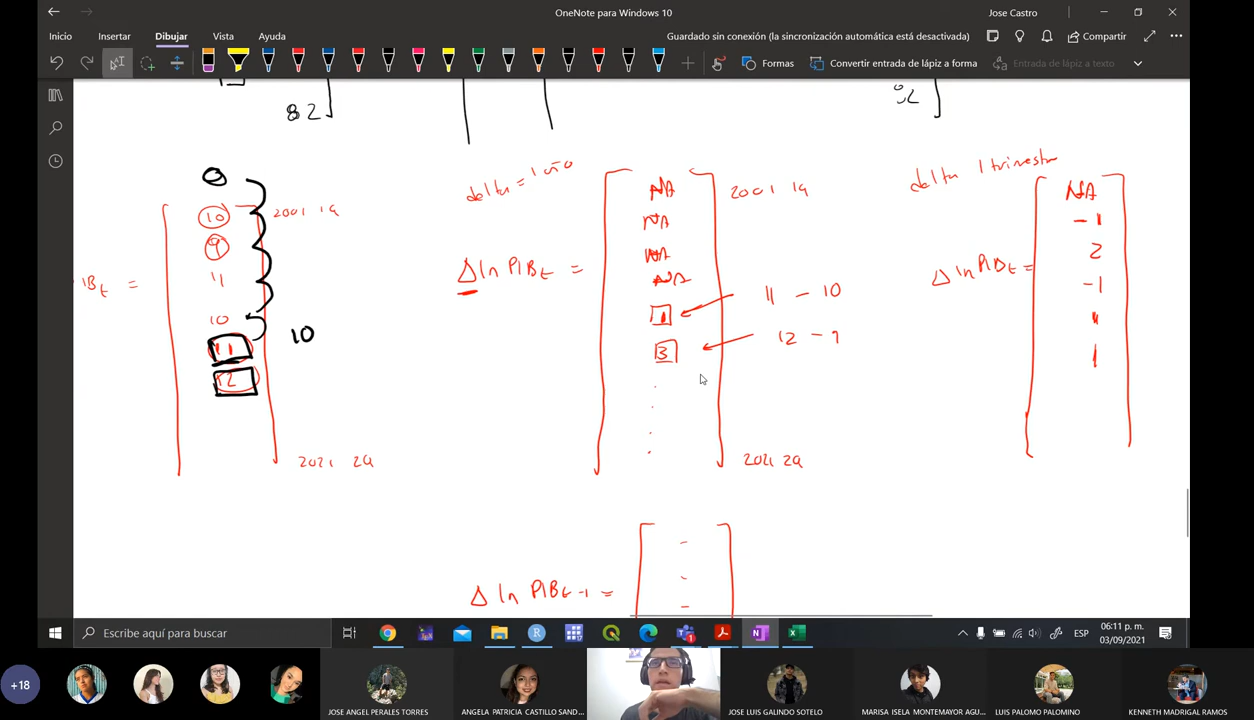 OneNote para Windows 10
Jose Castro
Inicio
Insertar
Dibujar
Vista
Ayuda
Guardado sin conexión (la sincronización automática está desactivada)
Compartir
Formas
Convertir entrada de lápiz a forma
Entrada de lápiz a texto
82
92
delta = 1 año
delta 1 trimestre
10
9
11
10
11
12
10
2001 1q
2021 2q
IBt =
Δ ln PIBt =
NA
NA
NA
NA
1
3
2001 1q
11 - 10
12 - 9
2021 2q
Δ ln PIBt =
NA
-1
2
-1
1
1
Δ ln PIBt-1 =
Escribe aquí para buscar
ESP
06:11 p. m.
03/09/2021
+18
JOSE ANGEL PERALES TORRES
ANGELA PATRICIA CASTILLO SAND...
JOSE LUIS GALINDO SOTELO
MARISA ISELA MONTEMAYOR AGU...
LUIS PALOMO PALOMINO
KENNETH MADRIGAL RAMOS